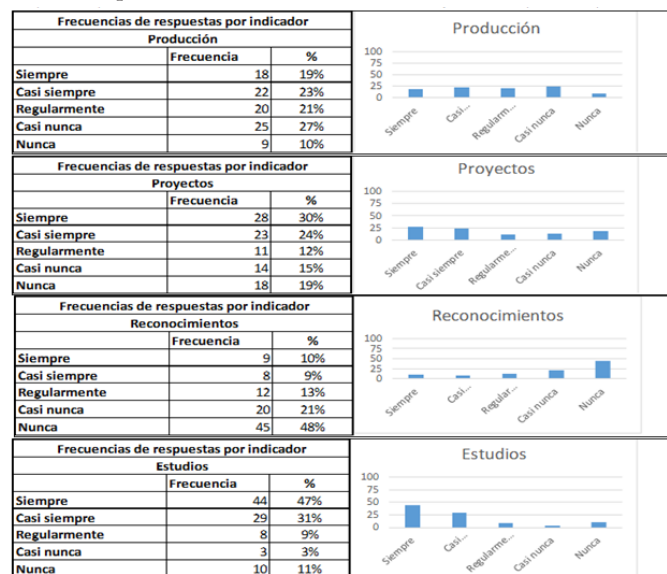 Frecuencias de respuestas por indicador
Producción
Frecuencia %
Siempre 18 19%
Casi siempre 22 23%
Regularmente 20 21%
Casi nunca 25 27%
Nunca 9 10%
Producción
100
75
50
25
0
Siempre Casi... Regularm... Casi nunca Nunca
Frecuencias de respuestas por indicador
Proyectos
Frecuencia %
Siempre 28 30%
Casi siempre 23 24%
Regularmente 11 12%
Casi nunca 14 15%
Nunca 18 19%
Proyectos
100
75
50
25
0
Siempre Casi siempre Regularme... Casi nunca Nunca
Frecuencias de respuestas por indicador
Reconocimientos
Frecuencia %
Siempre 9 10%
Casi siempre 8 9%
Regularmente 12 13%
Casi nunca 20 21%
Nunca 45 48%
Reconocimientos
100
75
50
25
0
Siempre Casi... Regular... Casi nunca Nunca
Frecuencias de respuestas por indicador
Estudios
Frecuencia %
Siempre 44 47%
Casi siempre 29 31%
Regularmente 8 9%
Casi nunca 3 3%
Nunca 10 11%
Estudios
100
75
50
25
0
Siempre Casi... Regularme... Casi nunca Nunca